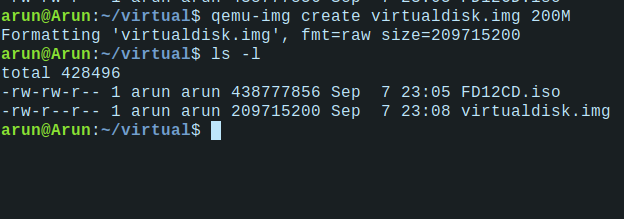 arun@Arun:~/virtual$ qemu-img create virtualdisk.img 200M
Formatting 'virtualdisk.img', fmt=raw size=209715200
arun@Arun:~/virtual$ ls -l
total 428496
-rw-rw-r-- 1 arun arun 438777856 Sep  7 23:05 FD12CD.iso
-rw-r--r-- 1 arun arun 209715200 Sep  7 23:08 virtualdisk.img
arun@Arun:~/virtual$